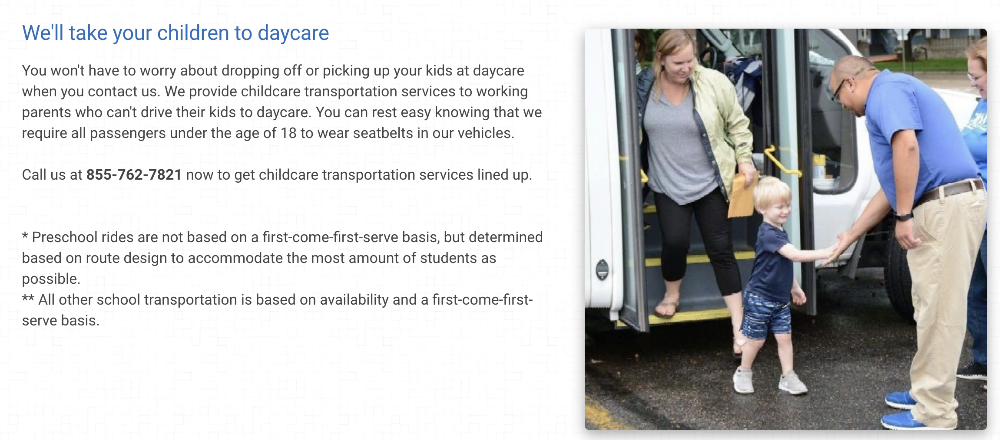 We'll take your children to daycare
You won't have to worry about dropping off or picking up your kids at daycare
when you contact us. We provide childcare transportation services to working
parents who can't drive their kids to daycare. You can rest easy knowing that we
require all passengers under the age of 18 to wear seatbelts in our vehicles.
Call us at 855-762-7821 now to get childcare transportation services lined up.
* Preschool rides are not based on a first-come-first-serve basis, but determined
based on route design to accommodate the most amount of students as
possible.
** All other school transportation is based on availability and a first-come-first-
serve basis.